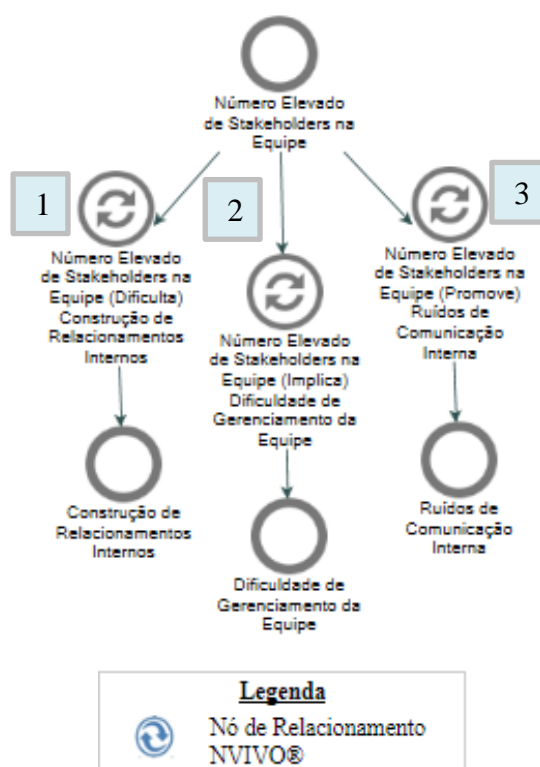 Número Elevado
de Stakeholders na
Equipe
1
2
3
Número Elevado
de Stakeholders na
Equipe (Dificulta)
Construção de
Relacionamentos
Internos
Número Elevado
de Stakeholders na
Equipe (Implica)
Dificuldade de
Gerenciamento da
Equipe
Número Elevado
de Stakeholders na
Equipe (Promove)
Ruídos de
Comunicação
Interna
Construção de
Relacionamentos
Internos
Dificuldade de
Gerenciamento da
Equipe
Ruídos de
Comunicação
Interna
Legenda
Nó de Relacionamento
NVIVO®